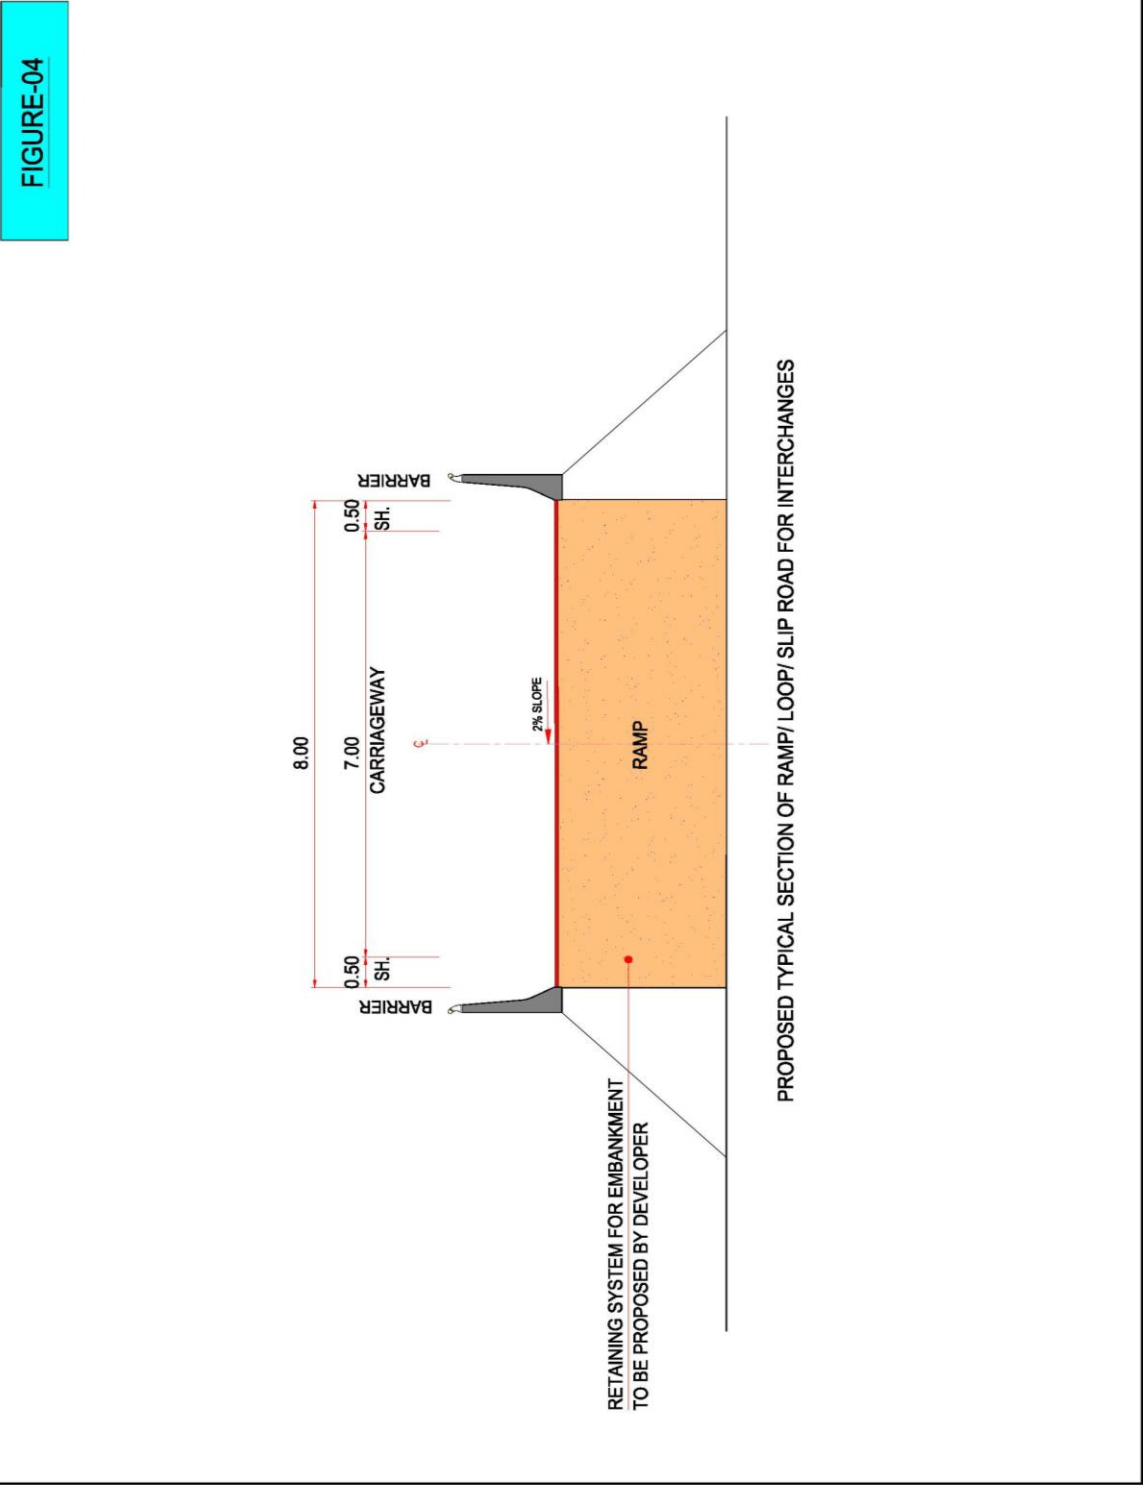 FIGURE-04
8.00
0.50
7.00
0.50
SH.
CARRIAGEWAY
SH.
BARRIER
BARRIER
CL
2% SLOPE
RAMP
RETAINING SYSTEM FOR EMBANKMENT
TO BE PROPOSED BY DEVELOPER
PROPOSED TYPICAL SECTION OF RAMP/ LOOP/ SLIP ROAD FOR INTERCHANGES